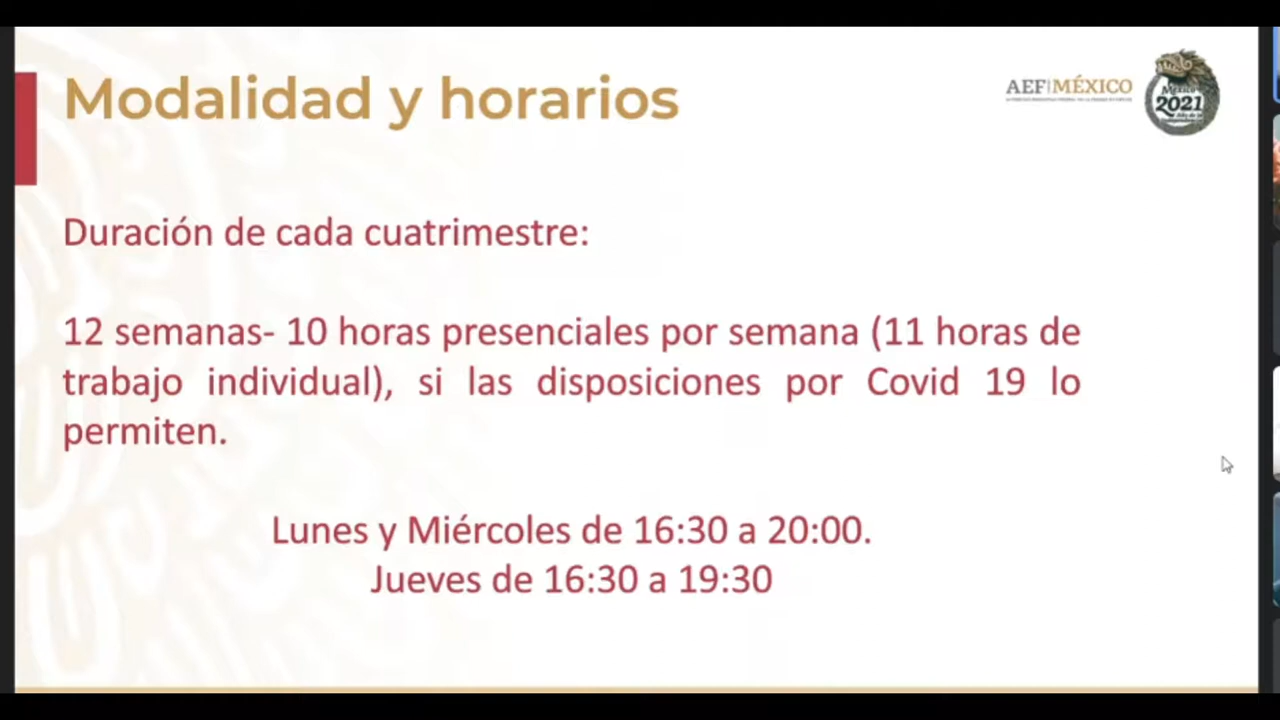 Modalidad y horarios
AEF MÉXICO
México
2021
Duración de cada cuatrimestre:
12 semanas- 10 horas presenciales por semana (11 horas de
trabajo individual), si las disposiciones por Covid 19 lo
permiten.
Lunes y Miércoles de 16:30 a 20:00.
Jueves de 16:30 a 19:30